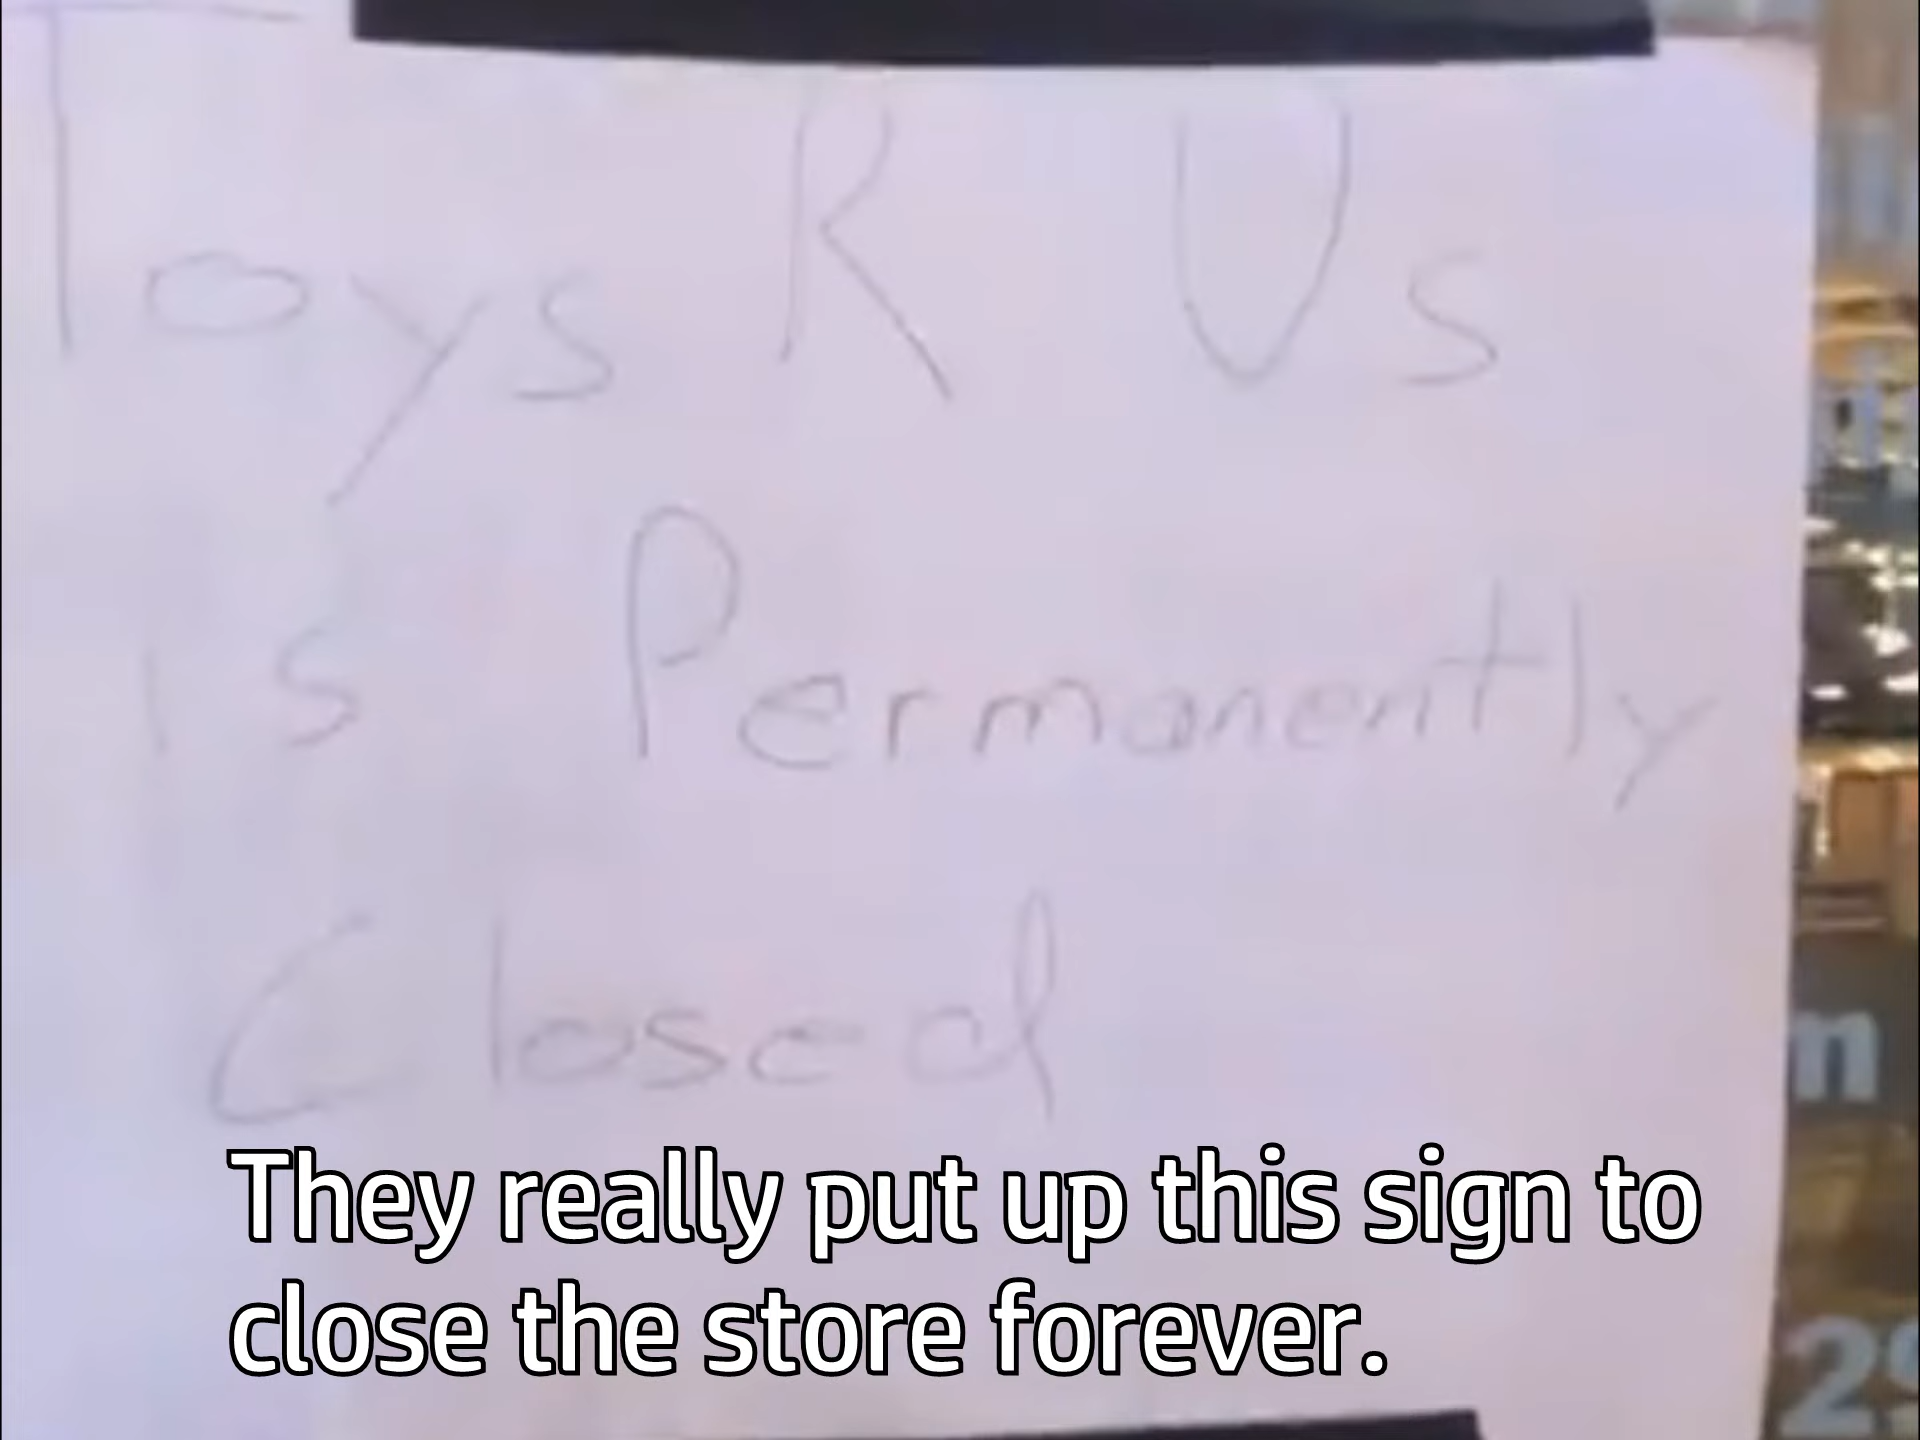 Toys R Us
Is Permanently
Closed
n
They really put up this sign to
close the store forever.